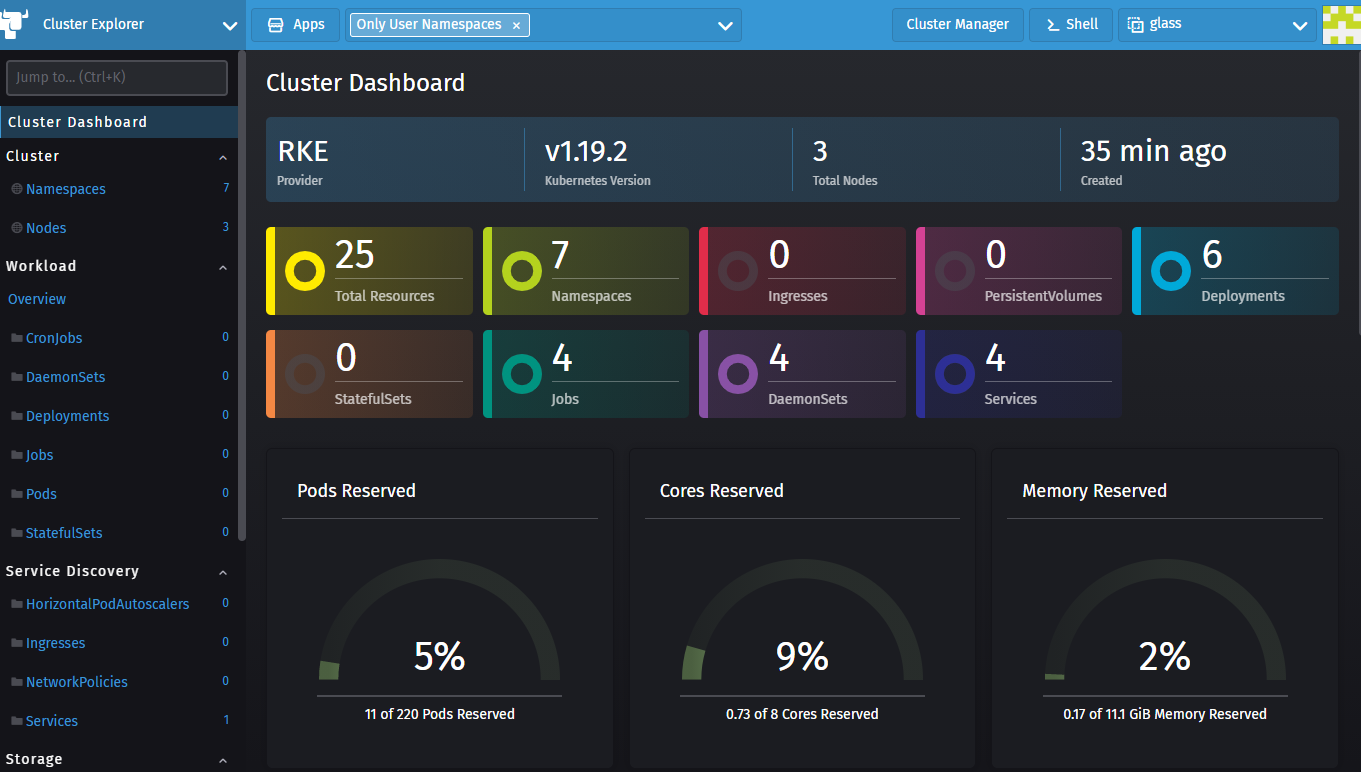 Cluster Explorer
Apps
Only User Namespaces ×
Cluster Manager
Shell
glass
Jump to... (Ctrl+K)
Cluster Dashboard
Cluster
Namespaces 7
Nodes 3
Workload
Overview
CronJobs 0
DaemonSets 0
Deployments 0
Jobs 0
Pods 0
StatefulSets 0
Service Discovery
HorizontalPodAutoscalers 0
Ingresses 0
NetworkPolicies 0
Services 1
Storage
Cluster Dashboard
RKE
Provider
v1.19.2
Kubernetes Version
3
Total Nodes
35 min ago
Created
25
Total Resources
7
Namespaces
0
Ingresses
0
PersistentVolumes
6
Deployments
0
StatefulSets
4
Jobs
4
DaemonSets
4
Services
Pods Reserved
5%
11 of 220 Pods Reserved
Cores Reserved
9%
0.73 of 8 Cores Reserved
Memory Reserved
2%
0.17 of 11.1 GiB Memory Reserved